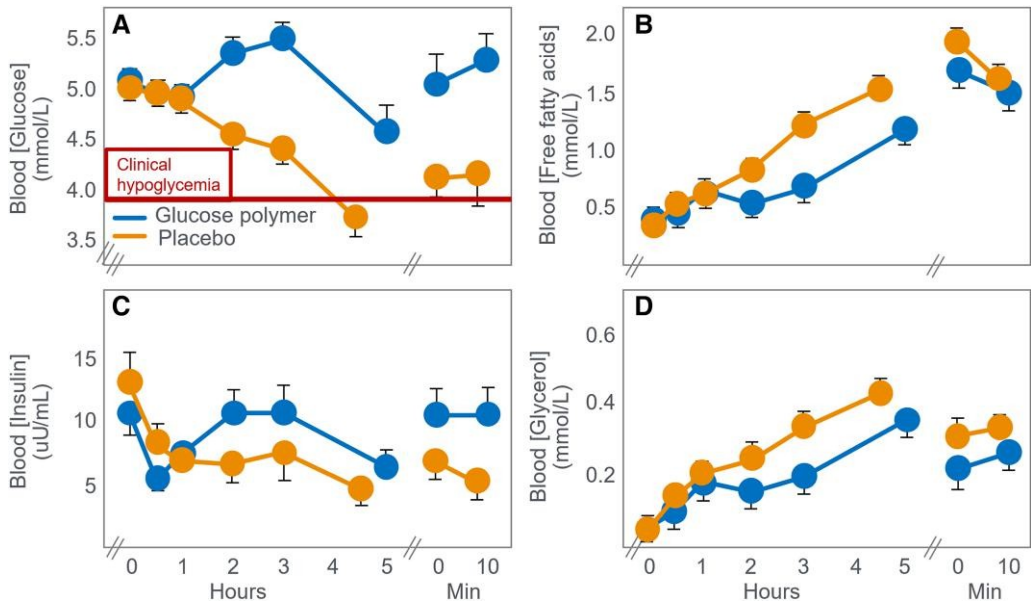 A
Blood [Glucose]
(mmol/L)
5.5
5.0
4.5
4.0
3.5
Clinical
hypoglycemia
Glucose polymer
Placebo
B
Blood [Free fatty acids]
(mmol/L)
2.0
1.5
1.0
0.5
C
Blood [Insulin]
(uU/mL)
15
10
5
0 1 2 3 4 5 0 10
Hours Min
D
Blood [Glycerol]
(mmol/L)
0.6
0.4
0.2
0 1 2 3 4 5 0 10
Hours Min